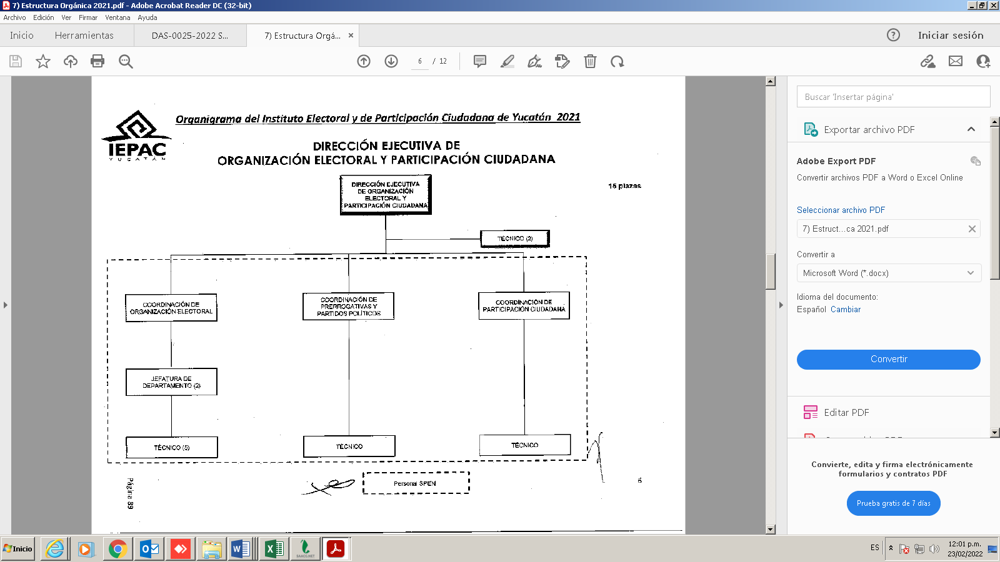 7) Estructura Orgánica 2021.pdf - Adobe Acrobat Reader DC (32-bit)
Archivo Edición Ver Firmar Ventana Ayuda
Inicio Herramientas DAS-0025-2022 S... 7) Estructura Orgá... × Iniciar sesión
6 / 12
Buscar 'Insertar página'
Exportar archivo PDF
Adobe Export PDF
Convertir archivos PDF a Word o Excel Online
Seleccionar archivo PDF
7) Estruct...ca 2021.pdf
Convertir a
Microsoft Word (*.docx)
Idioma del documento:
Español Cambiar
Convertir
Editar PDF
Convierte, edita y firma electrónicamente
formularios y contratos PDF
Prueba gratis de 7 días
Organigrama del Instituto Electoral y de Participación Ciudadana de Yucatán 2021
IEPAC
YUCATÁN
DIRECCIÓN EJECUTIVA DE
ORGANIZACIÓN ELECTORAL Y PARTICIPACIÓN CIUDADANA
15 plazas
DIRECCIÓN EJECUTIVA
DE ORGANIZACIÓN
ELECTORAL Y
PARTICIPACIÓN CIUDADANA
TÉCNICO (2)
COORDINACIÓN DE
ORGANIZACIÓN ELECTORAL
COORDINACIÓN DE
PRERROGATIVAS Y
PARTIDOS POLÍTICOS
COORDINACIÓN DE
PARTICIPACIÓN CIUDADANA
JEFATURA DE
DEPARTAMENTO (2)
TÉCNICO (5)
TÉCNICO
TÉCNICO
Personal SPEN
6
Página 89
Inicio
SAACG.NET
ES
12:01 p.m.
23/02/2022